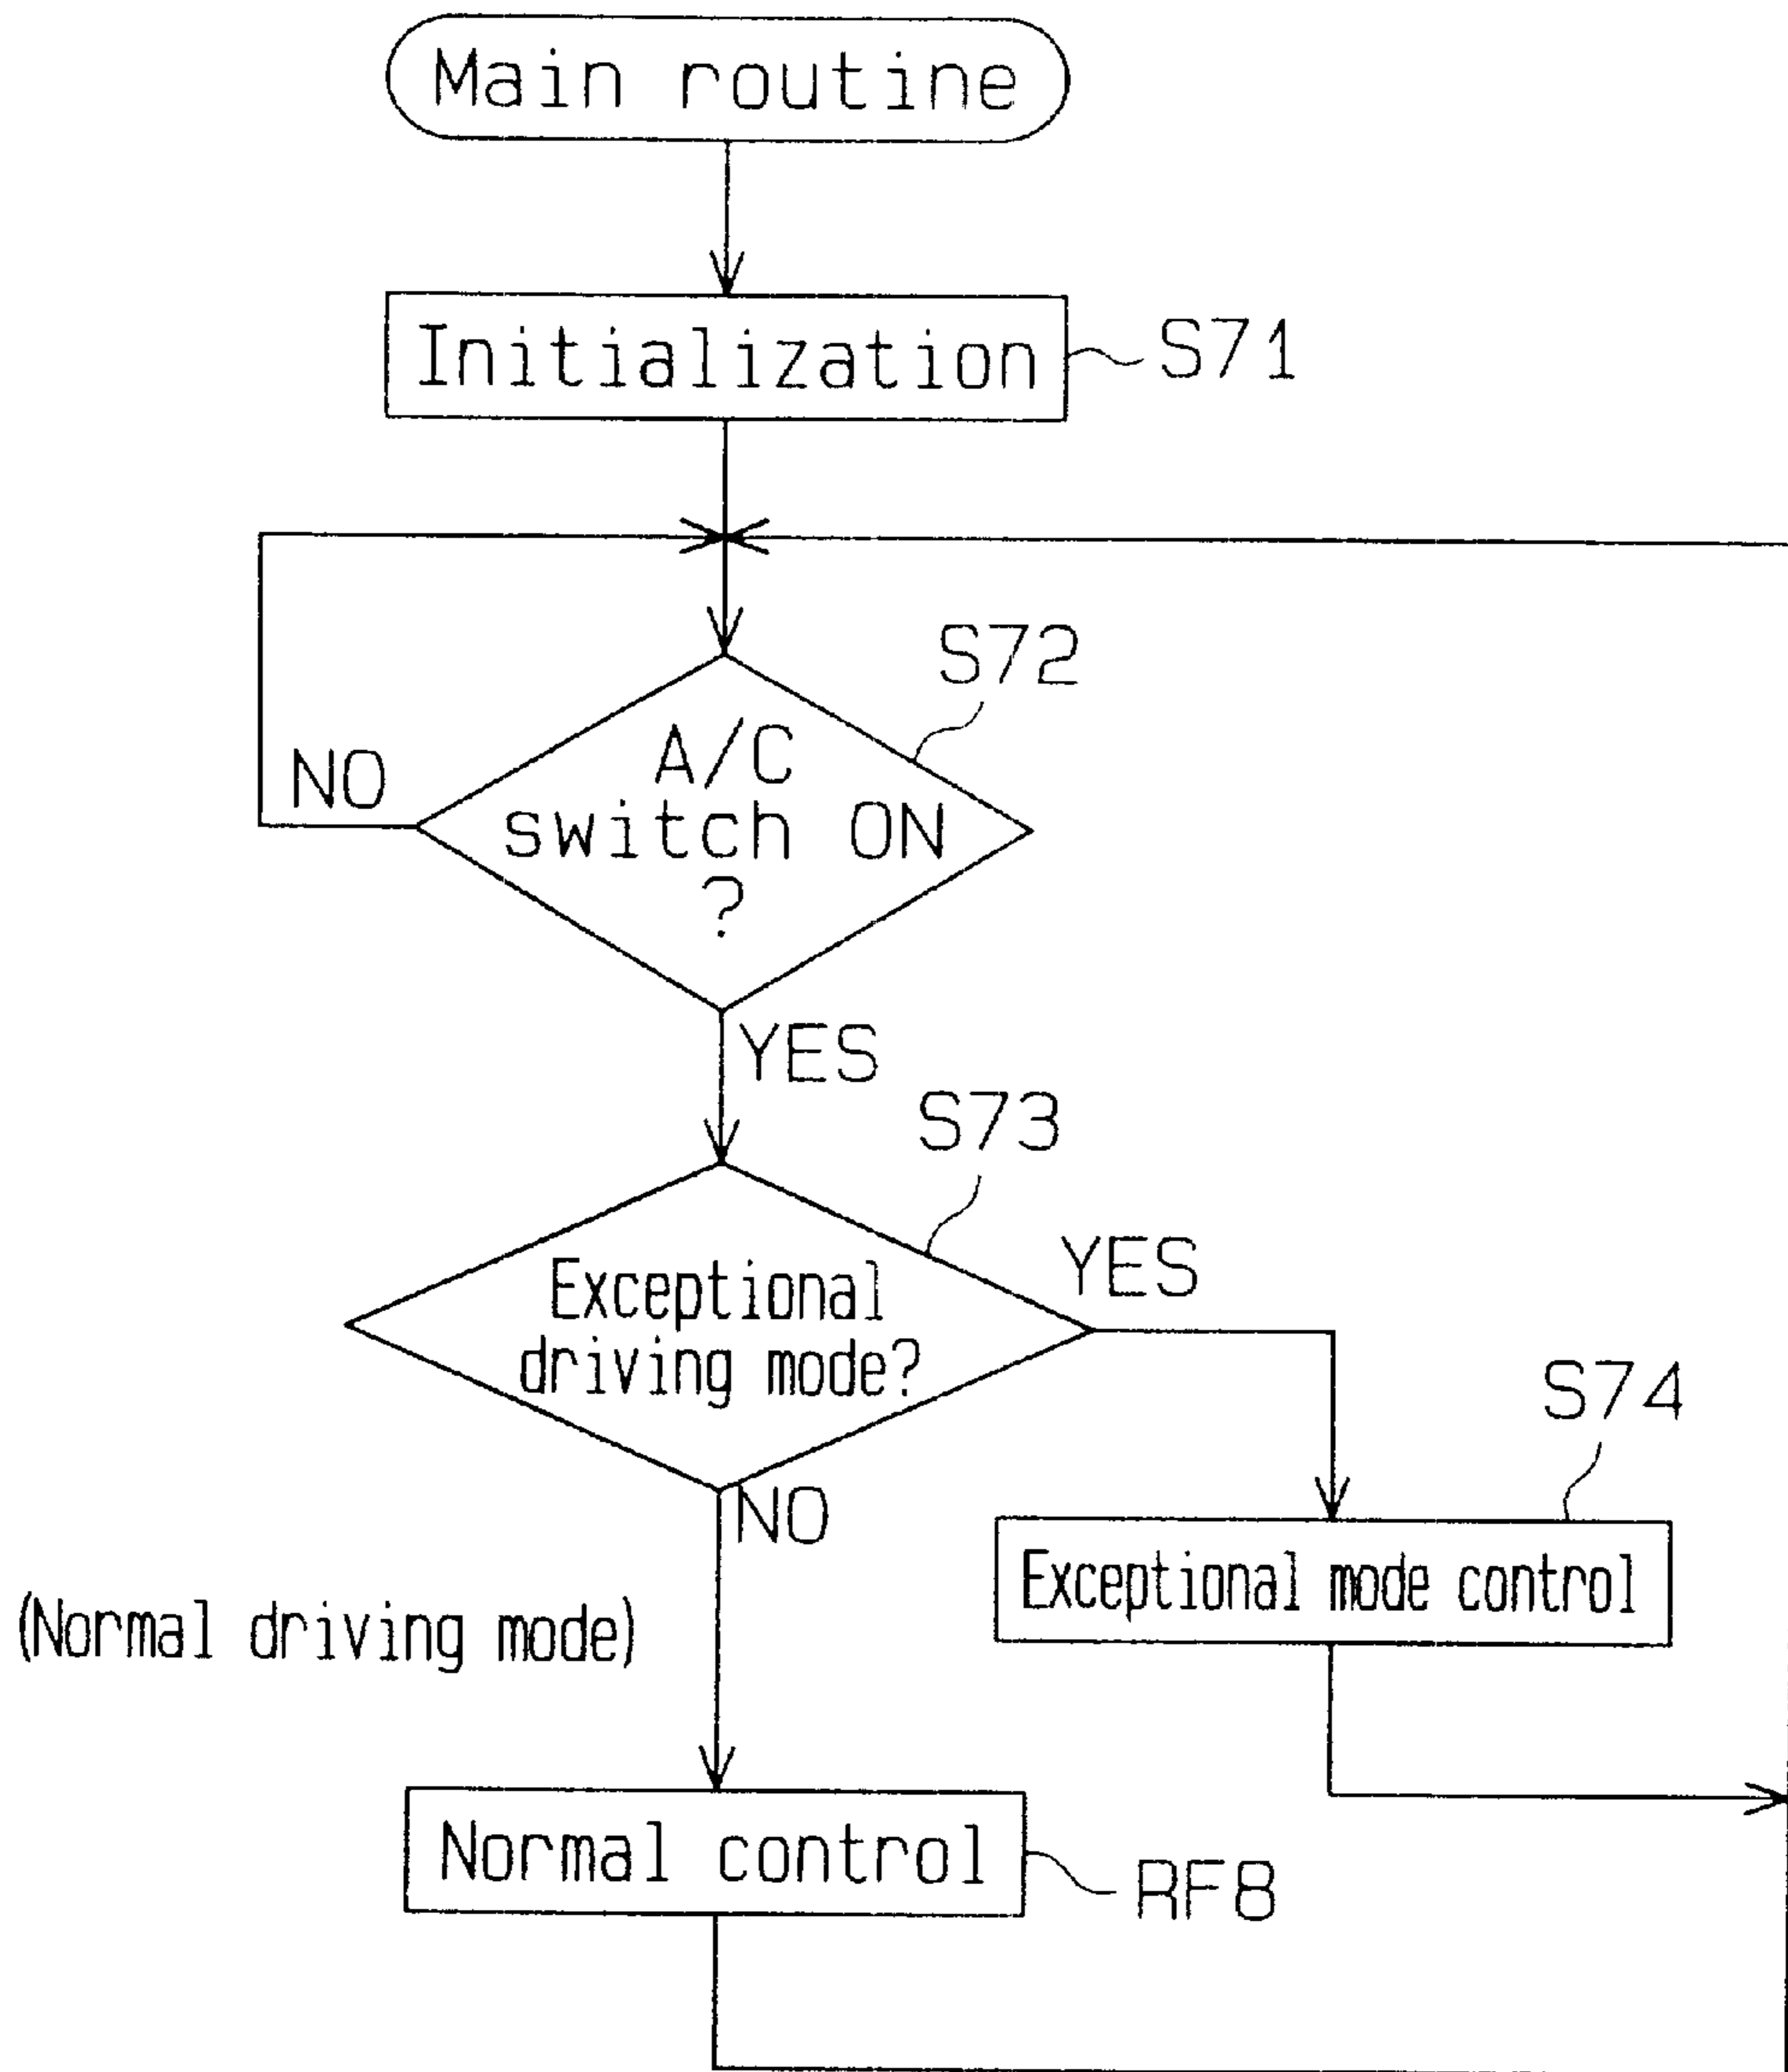 Main routine
Initialization
S71
S72
A/C
switch ON
?
NO
YES
S73
Exceptional
driving mode?
YES
NO
S74
Exceptional mode control
(Normal driving mode)
Normal control
RF8